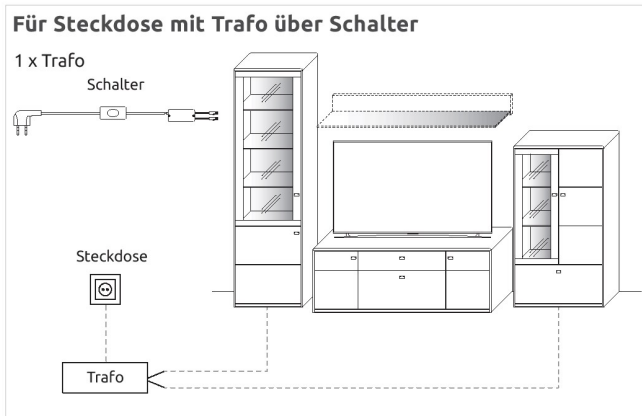 Für Steckdose mit Trafo über Schalter
1 x Trafo
Schalter
Steckdose
Trafo